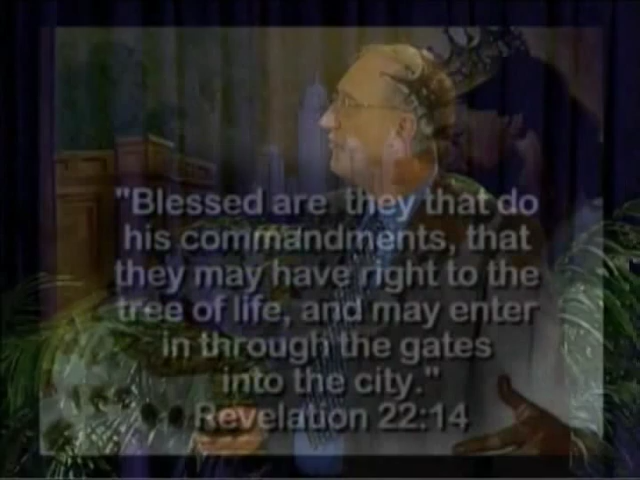 "Blessed are they that do
his commandments, that
they may have right to the
tree of life, and may enter
in through the gates
into the city."
Revelation 22:14